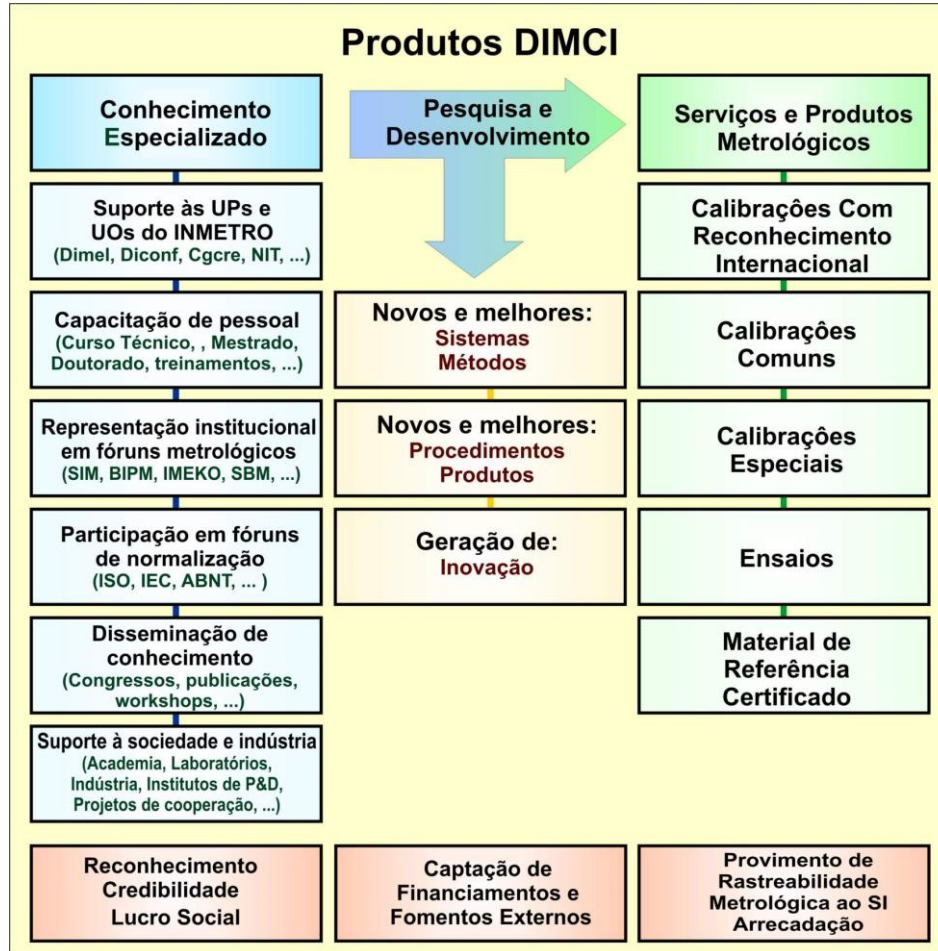 Produtos DIMCI
Conhecimento
Especializado
Suporte às UPs e
UOs do INMETRO
(Dimel, Diconf, Cgcre, NIT, ...)
Capacitação de pessoal
(Curso Técnico, , Mestrado,
Doutorado, treinamentos, ...)
Representação institucional
em fóruns metrológicos
(SIM, BIPM, IMEKO, SBM, ...)
Participação em fóruns
de normalização
(ISO, IEC, ABNT, ... )
Disseminação de
conhecimento
(Congressos, publicações,
workshops, ...)
Suporte à sociedade e indústria
(Academia, Laboratórios,
Indústria, Institutos de P&D,
Projetos de cooperação, ...)
Reconhecimento
Credibilidade
Lucro Social
Pesquisa e
Desenvolvimento
Novos e melhores:
Sistemas
Métodos
Novos e melhores:
Procedimentos
Produtos
Geração de:
Inovação
Captação de
Financiamentos e
Fomentos Externos
Serviços e Produtos
Metrológicos
Calibraçôes Com
Reconhecimento
Internacional
Calibraçôes
Comuns
Calibraçôes
Especiais
Ensaios
Material de
Referência
Certificado
Provimento de
Rastreabilidade
Metrológica ao SI
Arrecadação